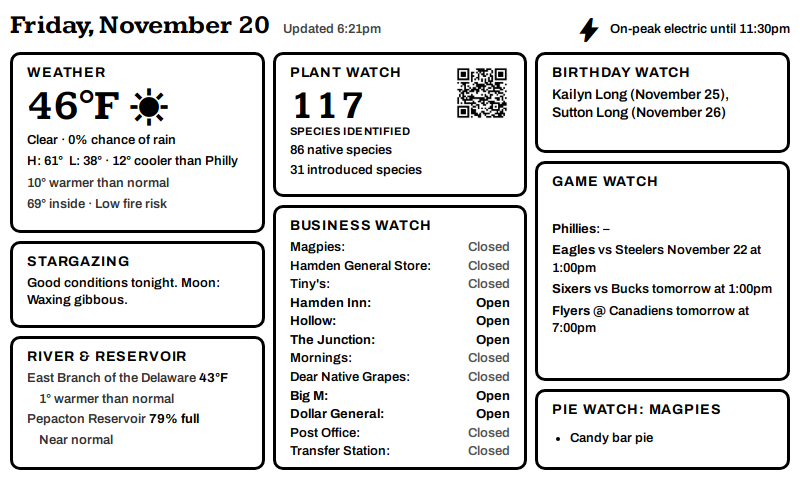 Friday, November 20
Updated 6:21pm
On-peak electric until 11:30pm
WEATHER
46°F
Clear · 0% chance of rain
H: 61° L: 38° · 12° cooler than Philly
10° warmer than normal
69° inside · Low fire risk
STARGAZING
Good conditions tonight. Moon:
Waxing gibbous.
RIVER & RESERVOIR
East Branch of the Delaware 43°F
1° warmer than normal
Pepacton Reservoir 79% full
Near normal
PLANT WATCH
117
SPECIES IDENTIFIED
86 native species
31 introduced species
BUSINESS WATCH
Magpies: Closed
Hamden General Store: Closed
Tiny's: Closed
Hamden Inn: Open
Hollow: Open
The Junction: Open
Mornings: Closed
Dear Native Grapes: Closed
Big M: Open
Dollar General: Open
Post Office: Closed
Transfer Station: Closed
BIRTHDAY WATCH
Kailyn Long (November 25),
Sutton Long (November 26)
GAME WATCH
Phillies: –
Eagles vs Steelers November 22 at
1:00pm
Sixers vs Bucks tomorrow at 1:00pm
Flyers @ Canadiens tomorrow at
7:00pm
PIE WATCH: MAGPIES
• Candy bar pie